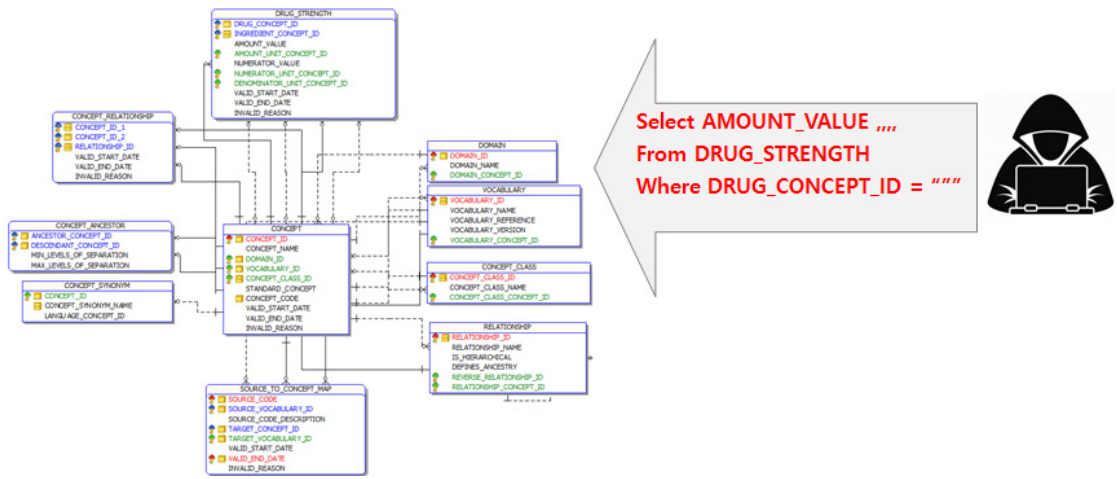 DRUG_STRENGTH
DRUG_CONCEPT_ID
INGREDIENT_CONCEPT_ID
AMOUNT_VALUE
AMOUNT_UNIT_CONCEPT_ID
NUMERATOR_VALUE
NUMERATOR_UNIT_CONCEPT_ID
DENOMINATOR_UNIT_CONCEPT_ID
VALID_START_DATE
VALID_END_DATE
INVALID_REASON
CONCEPT_RELATIONSHIP
CONCEPT_ID_1
CONCEPT_ID_2
RELATIONSHIP_ID
VALID_START_DATE
VALID_END_DATE
INVALID_REASON
CONCEPT_ANCESTOR
ANCESTOR_CONCEPT_ID
DESCENDANT_CONCEPT_ID
MIN_LEVELS_OF_SEPARATION
MAX_LEVELS_OF_SEPARATION
CONCEPT_SYNONYM
CONCEPT_ID
CONCEPT_SYNONYM_NAME
LANGUAGE_CONCEPT_ID
CONCEPT
CONCEPT_ID
CONCEPT_NAME
DOMAIN_ID
VOCABULARY_ID
CONCEPT_CLASS_ID
STANDARD_CONCEPT
CONCEPT_CODE
VALID_START_DATE
VALID_END_DATE
INVALID_REASON
SOURCE_TO_CONCEPT_MAP
SOURCE_CODE
SOURCE_VOCABULARY_ID
SOURCE_CODE_DESCRIPTION
TARGET_CONCEPT_ID
TARGET_VOCABULARY_ID
VALID_START_DATE
VALID_END_DATE
INVALID_REASON
DOMAIN
DOMAIN_ID
DOMAIN_NAME
DOMAIN_CONCEPT_ID
VOCABULARY
VOCABULARY_ID
VOCABULARY_NAME
VOCABULARY_REFERENCE
VOCABULARY_VERSION
VOCABULARY_CONCEPT_ID
CONCEPT_CLASS
CONCEPT_CLASS_ID
CONCEPT_CLASS_NAME
CONCEPT_CLASS_CONCEPT_ID
RELATIONSHIP
RELATIONSHIP_ID
RELATIONSHIP_NAME
IS_HIERARCHICAL
DEFINES_ANCESTRY
REVERSE_RELATIONSHIP_ID
RELATIONSHIP_CONCEPT_ID
Select AMOUNT_VALUE ,,,,
From DRUG_STRENGTH
Where DRUG_CONCEPT_ID = “””